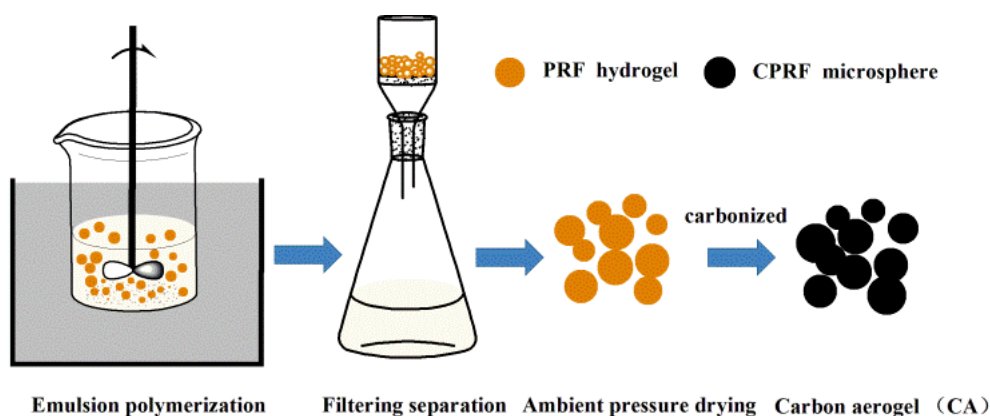 PRF hydrogel
CPRF microsphere
carbonized
Emulsion polymerization
Filtering separation
Ambient pressure drying
Carbon aerogel （CA）